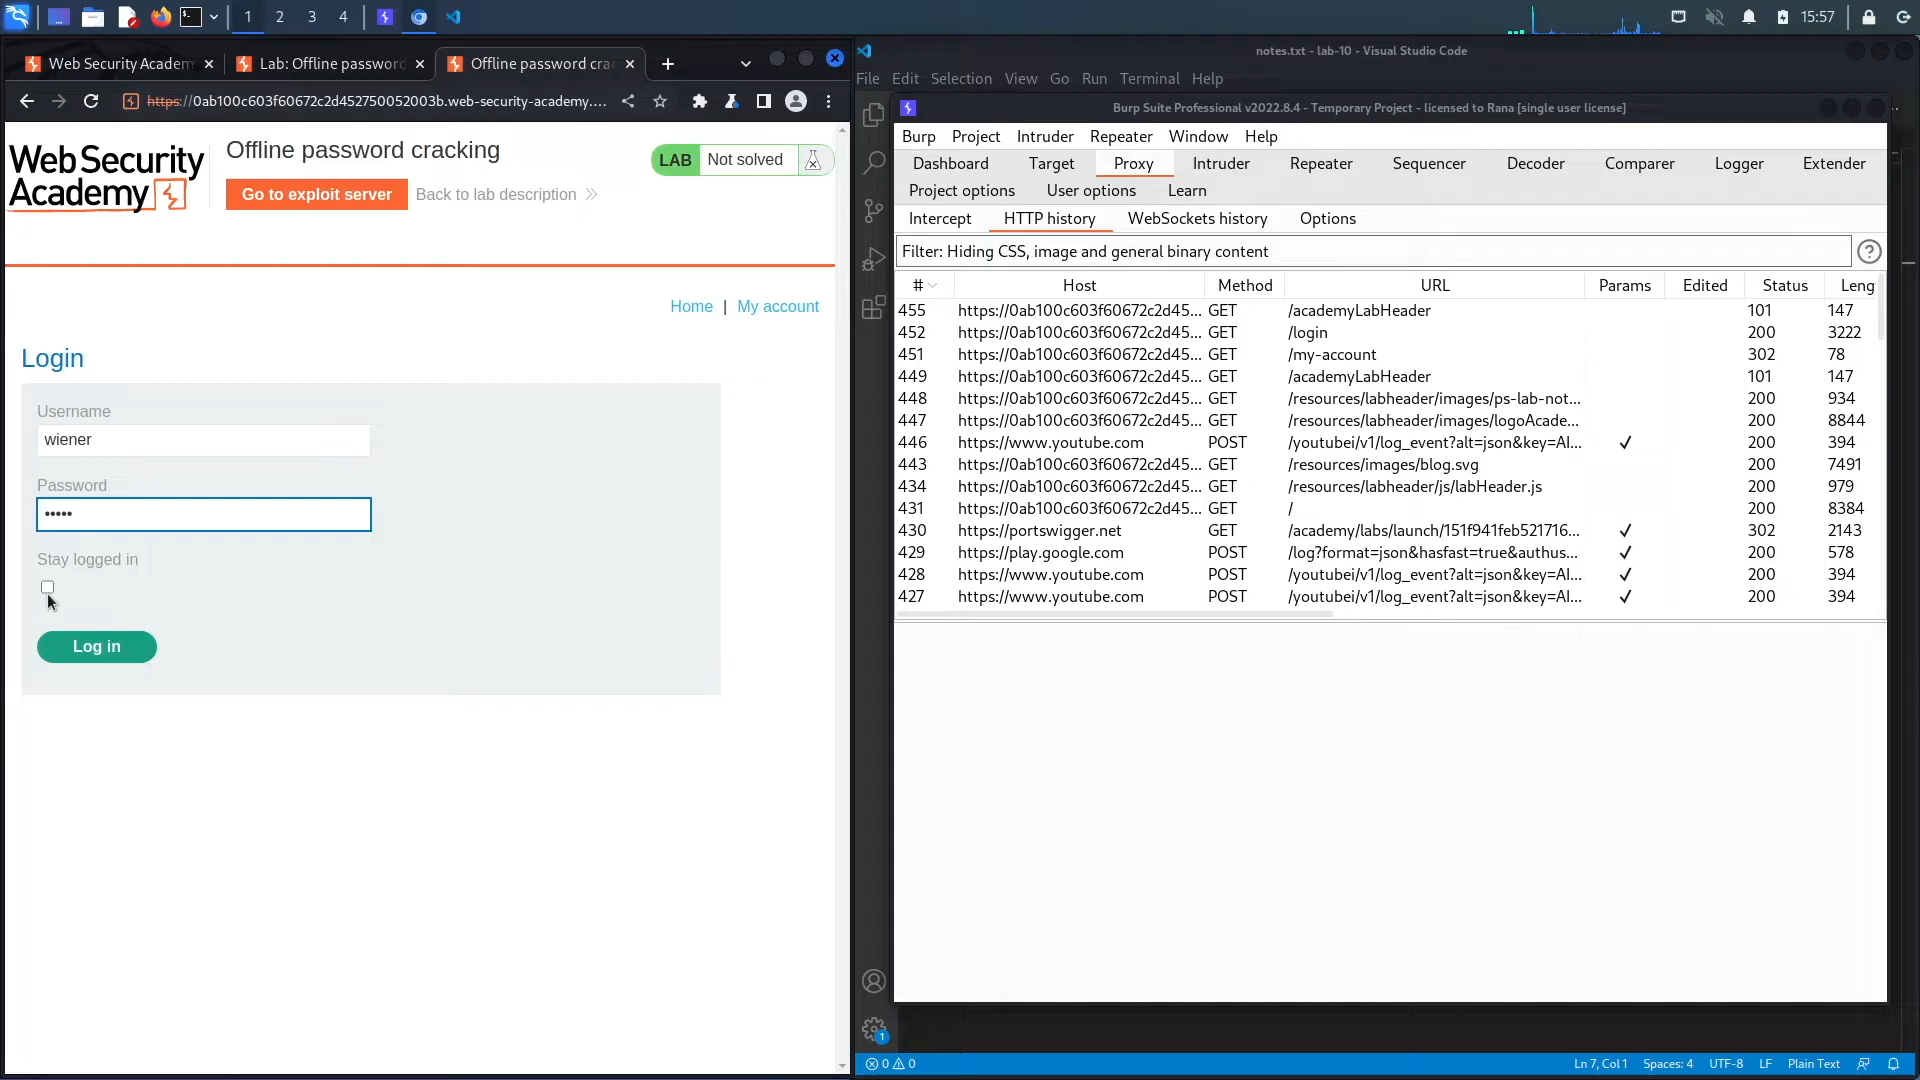 1 2 3 4
15:57
Web Security Academ
Lab: Offline password
Offline password crac
https://0ab100c603f60672c2d452750052003b.web-security-academy....
Web Security
Academy
Offline password cracking
Go to exploit server
Back to lab description
LAB Not solved
Home | My account
Login
Username
wiener
Password
•••••
Stay logged in
Log in
notes.txt - lab-10 - Visual Studio Code
File Edit Selection View Go Run Terminal Help
Burp Suite Professional v2022.8.4 - Temporary Project - licensed to Rana [single user license]
Burp Project Intruder Repeater Window Help
Dashboard Target Proxy Intruder Repeater Sequencer Decoder Comparer Logger Extender
Project options User options Learn
Intercept HTTP history WebSockets history Options
Filter: Hiding CSS, image and general binary content
# Host Method URL Params Edited Status Leng
455 https://0ab100c603f60672c2d45... GET /academyLabHeader 101 147
452 https://0ab100c603f60672c2d45... GET /login 200 3222
451 https://0ab100c603f60672c2d45... GET /my-account 302 78
449 https://0ab100c603f60672c2d45... GET /academyLabHeader 101 147
448 https://0ab100c603f60672c2d45... GET /resources/labheader/images/ps-lab-not... 200 934
447 https://0ab100c603f60672c2d45... GET /resources/labheader/images/logoAcade... 200 8844
446 https://www.youtube.com POST /youtubei/v1/log_event?alt=json&key=AI... ✓ 200 394
443 https://0ab100c603f60672c2d45... GET /resources/images/blog.svg 200 7491
434 https://0ab100c603f60672c2d45... GET /resources/labheader/js/labHeader.js 200 979
431 https://0ab100c603f60672c2d45... GET / 200 8384
430 https://portswigger.net GET /academy/labs/launch/151f941feb521716... ✓ 302 2143
429 https://play.google.com POST /log?format=json&hasfast=true&authus... ✓ 200 578
428 https://www.youtube.com POST /youtubei/v1/log_event?alt=json&key=AI... ✓ 200 394
427 https://www.youtube.com POST /youtubei/v1/log_event?alt=json&key=AI... ✓ 200 394
1
0 0
Ln 7, Col 1 Spaces: 4 UTF-8 LF Plain Text